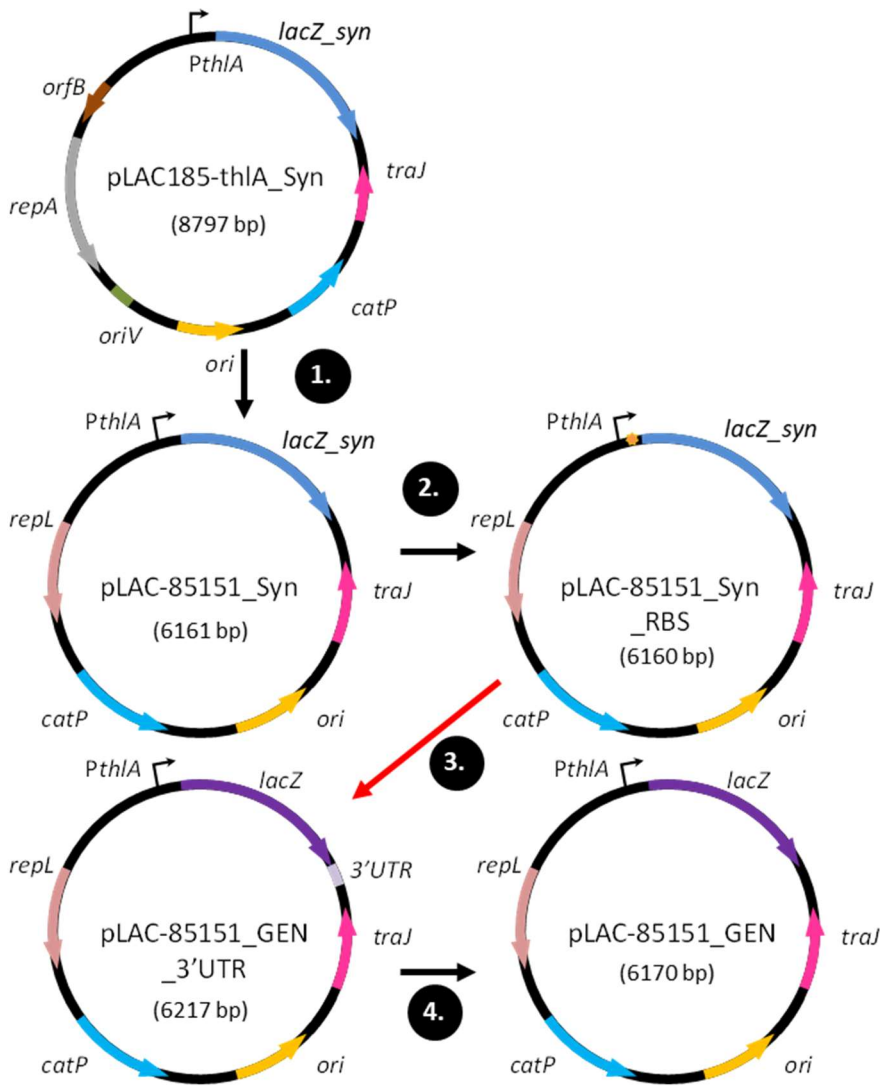 lacZ_syn
PthlA
orfB
pLAC185-thlA_Syn
(8797 bp)
traJ
repA
catP
oriV
ori
1.
PthlA
lacZ_syn
repL
pLAC-85151_Syn
(6161 bp)
traJ
catP
ori
2.
PthlA
lacZ_syn
repL
pLAC-85151_Syn
_RBS
(6160 bp)
traJ
catP
ori
3.
PthlA
lacZ
repL
3’UTR
pLAC-85151_GEN
_3’UTR
(6217 bp)
traJ
catP
ori
4.
PthlA
lacZ
repL
pLAC-85151_GEN
(6170 bp)
traJ
catP
ori